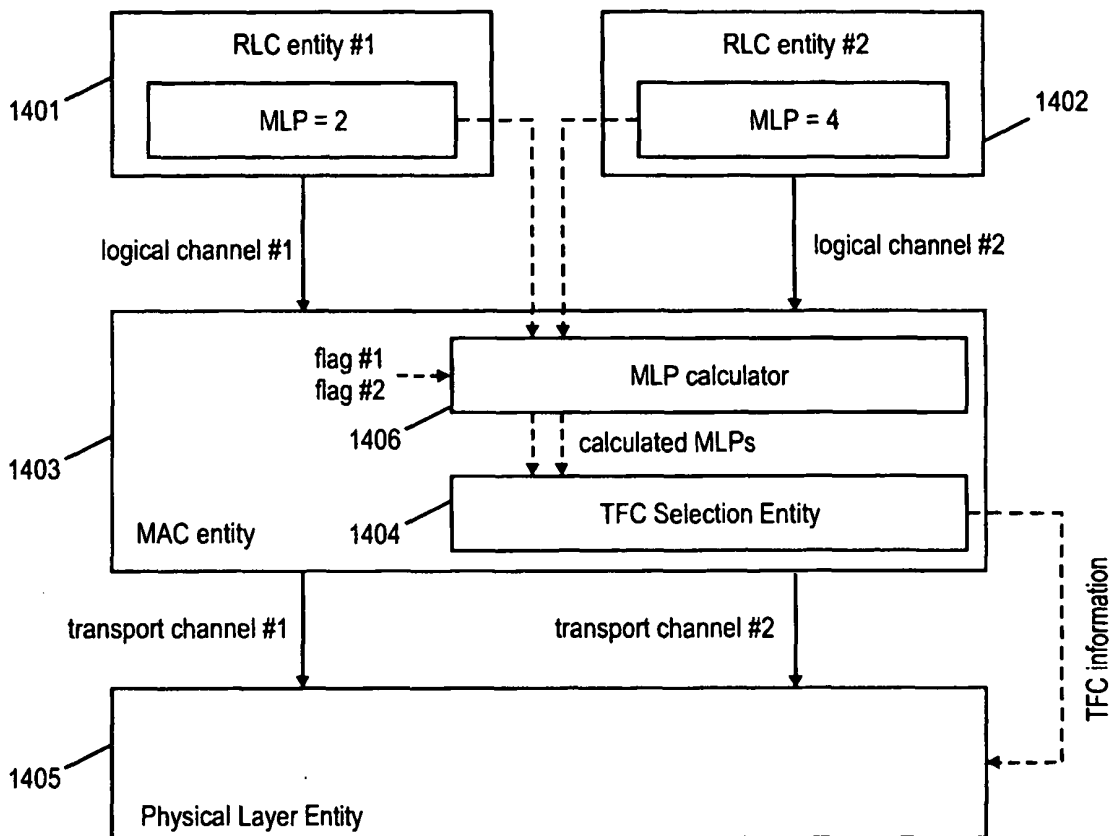 RLC entity #1
RLC entity #2
1401
MLP = 2
MLP = 4
1402
logical channel #1
logical channel #2
flag #1
flag #2
MLP calculator
1406
calculated MLPs
1403
1404
TFC Selection Entity
MAC entity
transport channel #1
transport channel #2
TFC information
1405
Physical Layer Entity